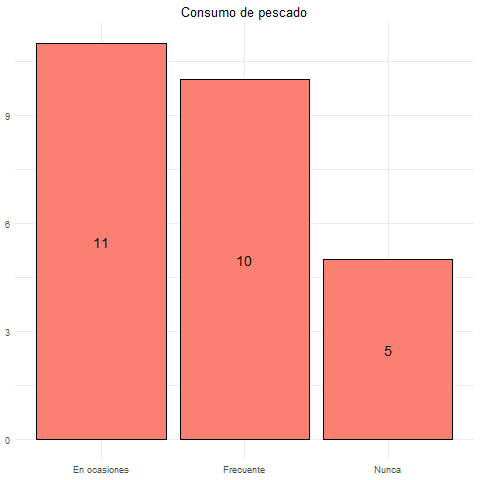 Consumo de pescado
9
6
3
0
11
10
5
En ocasiones
Frecuente
Nunca